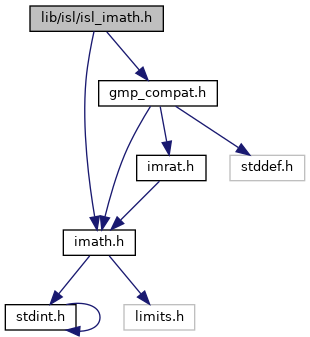 lib/isl/isl_imath.h
gmp_compat.h
imrat.h
stddef.h
imath.h
stdint.h
limits.h